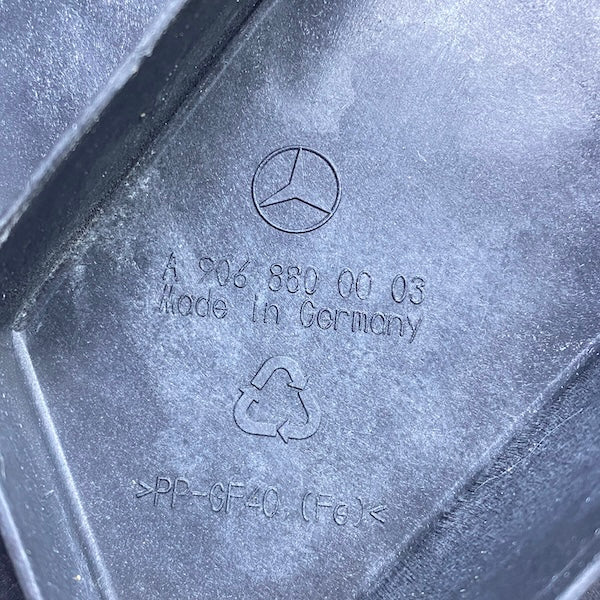 A 906 880 00 03
Made in Germany
>PP-GF40 (Fe)<